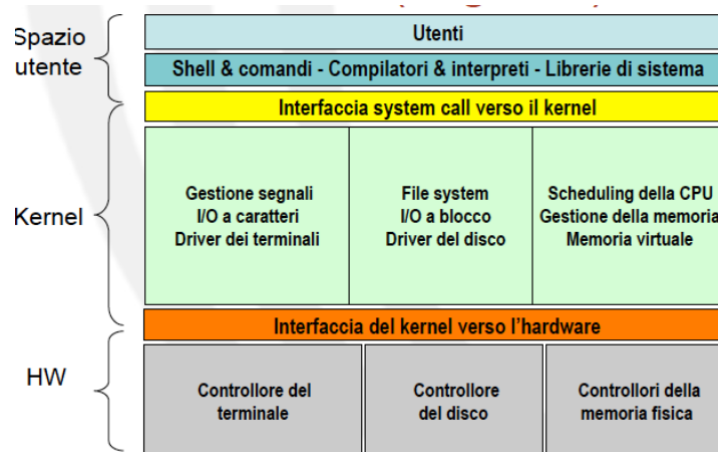 Spazio
utente
Utenti
Shell & comandi - Compilatori & interpreti - Librerie di sistema
Interfaccia system call verso il kernel
Kernel
Gestione segnali
I/O a caratteri
Driver dei terminali
File system
I/O a blocco
Driver del disco
Scheduling della CPU
Gestione della memoria
Memoria virtuale
Interfaccia del kernel verso l'hardware
HW
Controllore del
terminale
Controllore
del disco
Controllori della
memoria fisica